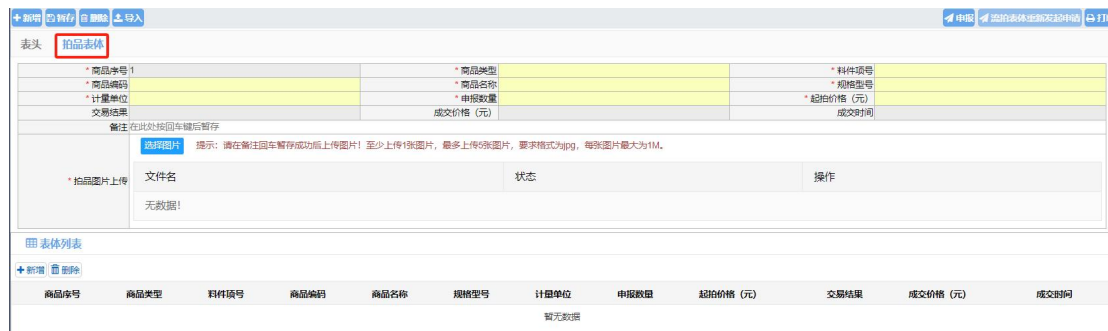 新增 暂存 删除 导入 申报 流拍表体重新发起申请 打印
表头 拍品表体
* 商品序号 1 * 商品类型 * 料件项号
* 商品编码 * 商品名称 * 规格型号
* 计量单位 * 申报数量 * 起拍价格（元）
交易结果 成交价格（元） 成交时间
备注 在此处按回车键后暂存
选择图片 提示：请在备注回车暂存成功后上传图片！至少上传1张图片，最多上传5张图片，要求格式为jpg，每张图片最大为1M。
* 拍品图片上传 文件名 状态 操作
无数据!
表体列表
新增 删除
商品序号 商品类型 料件项号 商品编码 商品名称 规格型号 计量单位 申报数量 起拍价格（元） 交易结果 成交价格（元） 成交时间
暂无数据